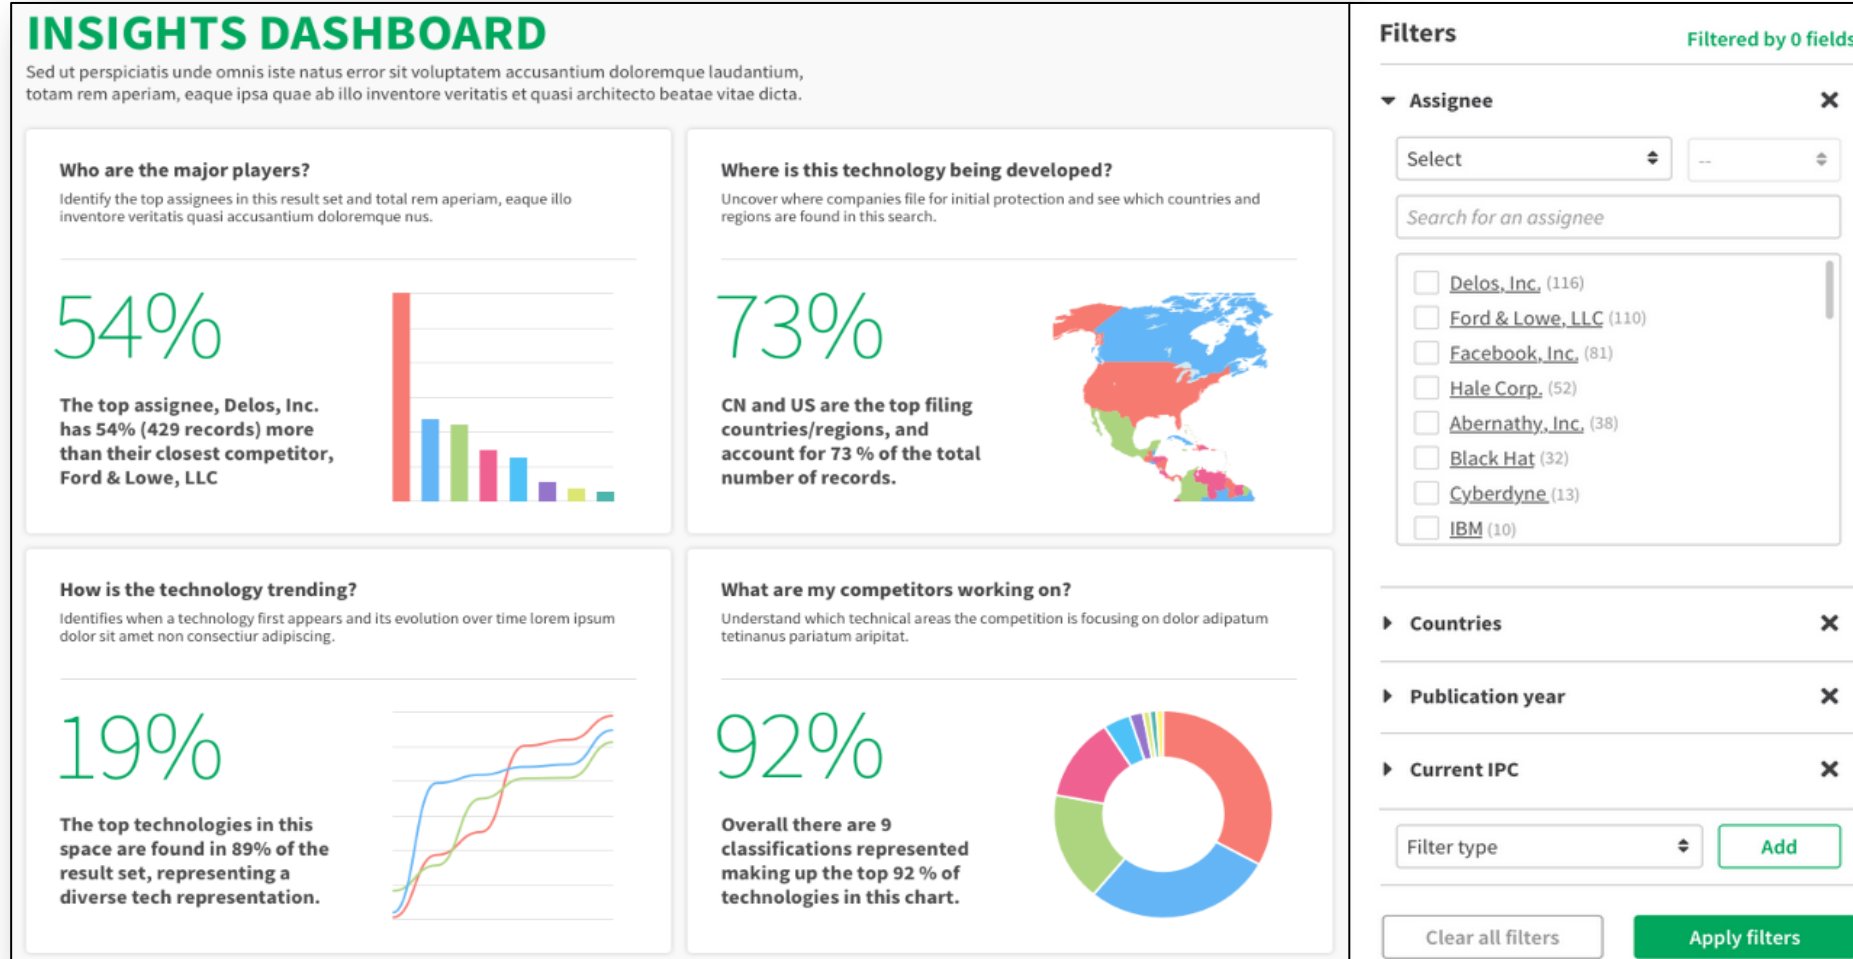 INSIGHTS DASHBOARD
Sed ut perspiciatis unde omnis iste natus error sit voluptatem accusantium doloremque laudantium,
totam rem aperiam, eaque ipsa quae ab illo inventore veritatis et quasi architecto beatae vitae dicta.
Who are the major players?
Identify the top assignees in this result set and total rem aperiam, eaque illo
inventore veritatis quasi accusantium doloremque nus.
54%
The top assignee, Delos, Inc.
has 54% (429 records) more
than their closest competitor,
Ford & Lowe, LLC
Where is this technology being developed?
Uncover where companies file for initial protection and see which countries and
regions are found in this search.
73%
CN and US are the top filing
countries/regions, and
account for 73 % of the total
number of records.
How is the technology trending?
Identifies when a technology first appears and its evolution over time lorem ipsum
dolor sit amet non consectiur adipiscing.
19%
The top technologies in this
space are found in 89% of the
result set, representing a
diverse tech representation.
What are my competitors working on?
Understand which technical areas the competition is focusing on dolor adipatum
tetinanus pariatum aripitat.
92%
Overall there are 9
classifications represented
making up the top 92 % of
technologies in this chart.
Filters
Filtered by 0 fields
Assignee
Select
--
Search for an assignee
Delos, Inc. (116)
Ford & Lowe, LLC (110)
Facebook, Inc. (81)
Hale Corp. (52)
Abernathy, Inc. (38)
Black Hat (32)
Cyberdyne (13)
IBM (10)
Countries
Publication year
Current IPC
Filter type
Add
Clear all filters
Apply filters